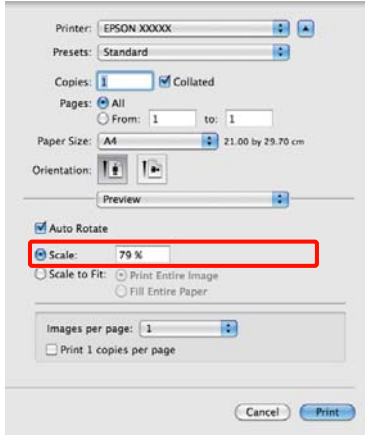 Printer: EPSON XXXXX
Presets: Standard
Copies: 1 Collated
Pages: All
From: 1 to: 1
Paper Size: A4 21.00 by 29.70 cm
Orientation:
Preview
Auto Rotate
Scale: 79 %
Scale to Fit: Print Entire Image
Fill Entire Paper
Images per page: 1
Print 1 copies per page
Cancel Print